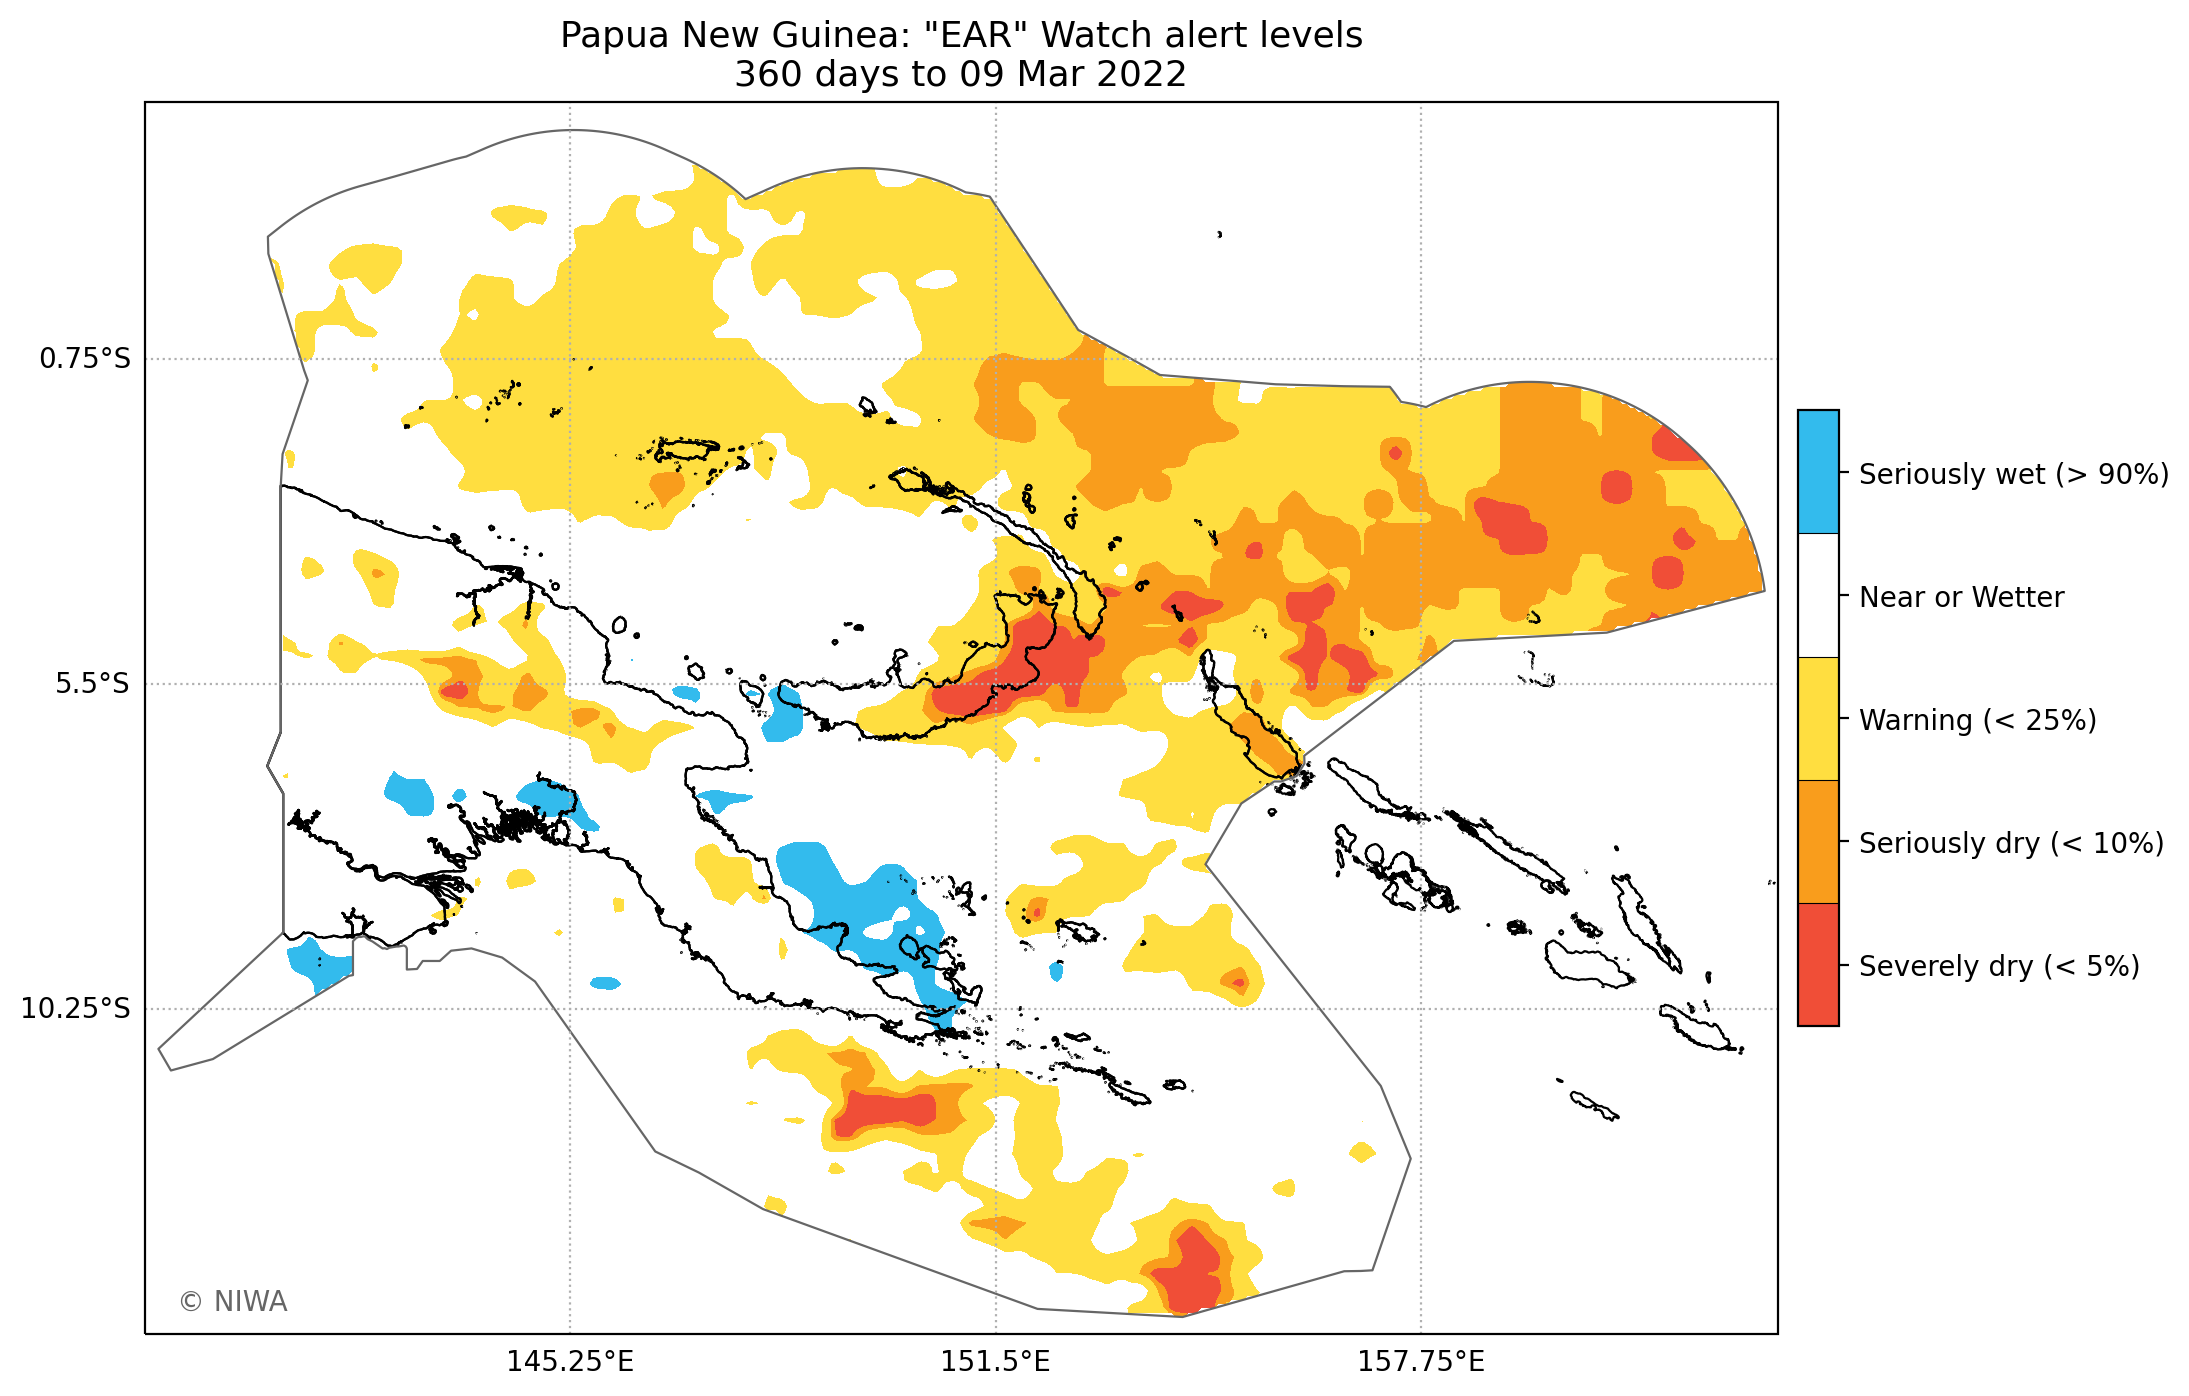 Papua New Guinea: "EAR" Watch alert levels
360 days to 09 Mar 2022
0.75°S
5.5°S
10.25°S
145.25°E
151.5°E
157.75°E
Seriously wet (> 90%)
Near or Wetter
Warning (< 25%)
Seriously dry (< 10%)
Severely dry (< 5%)
© NIWA